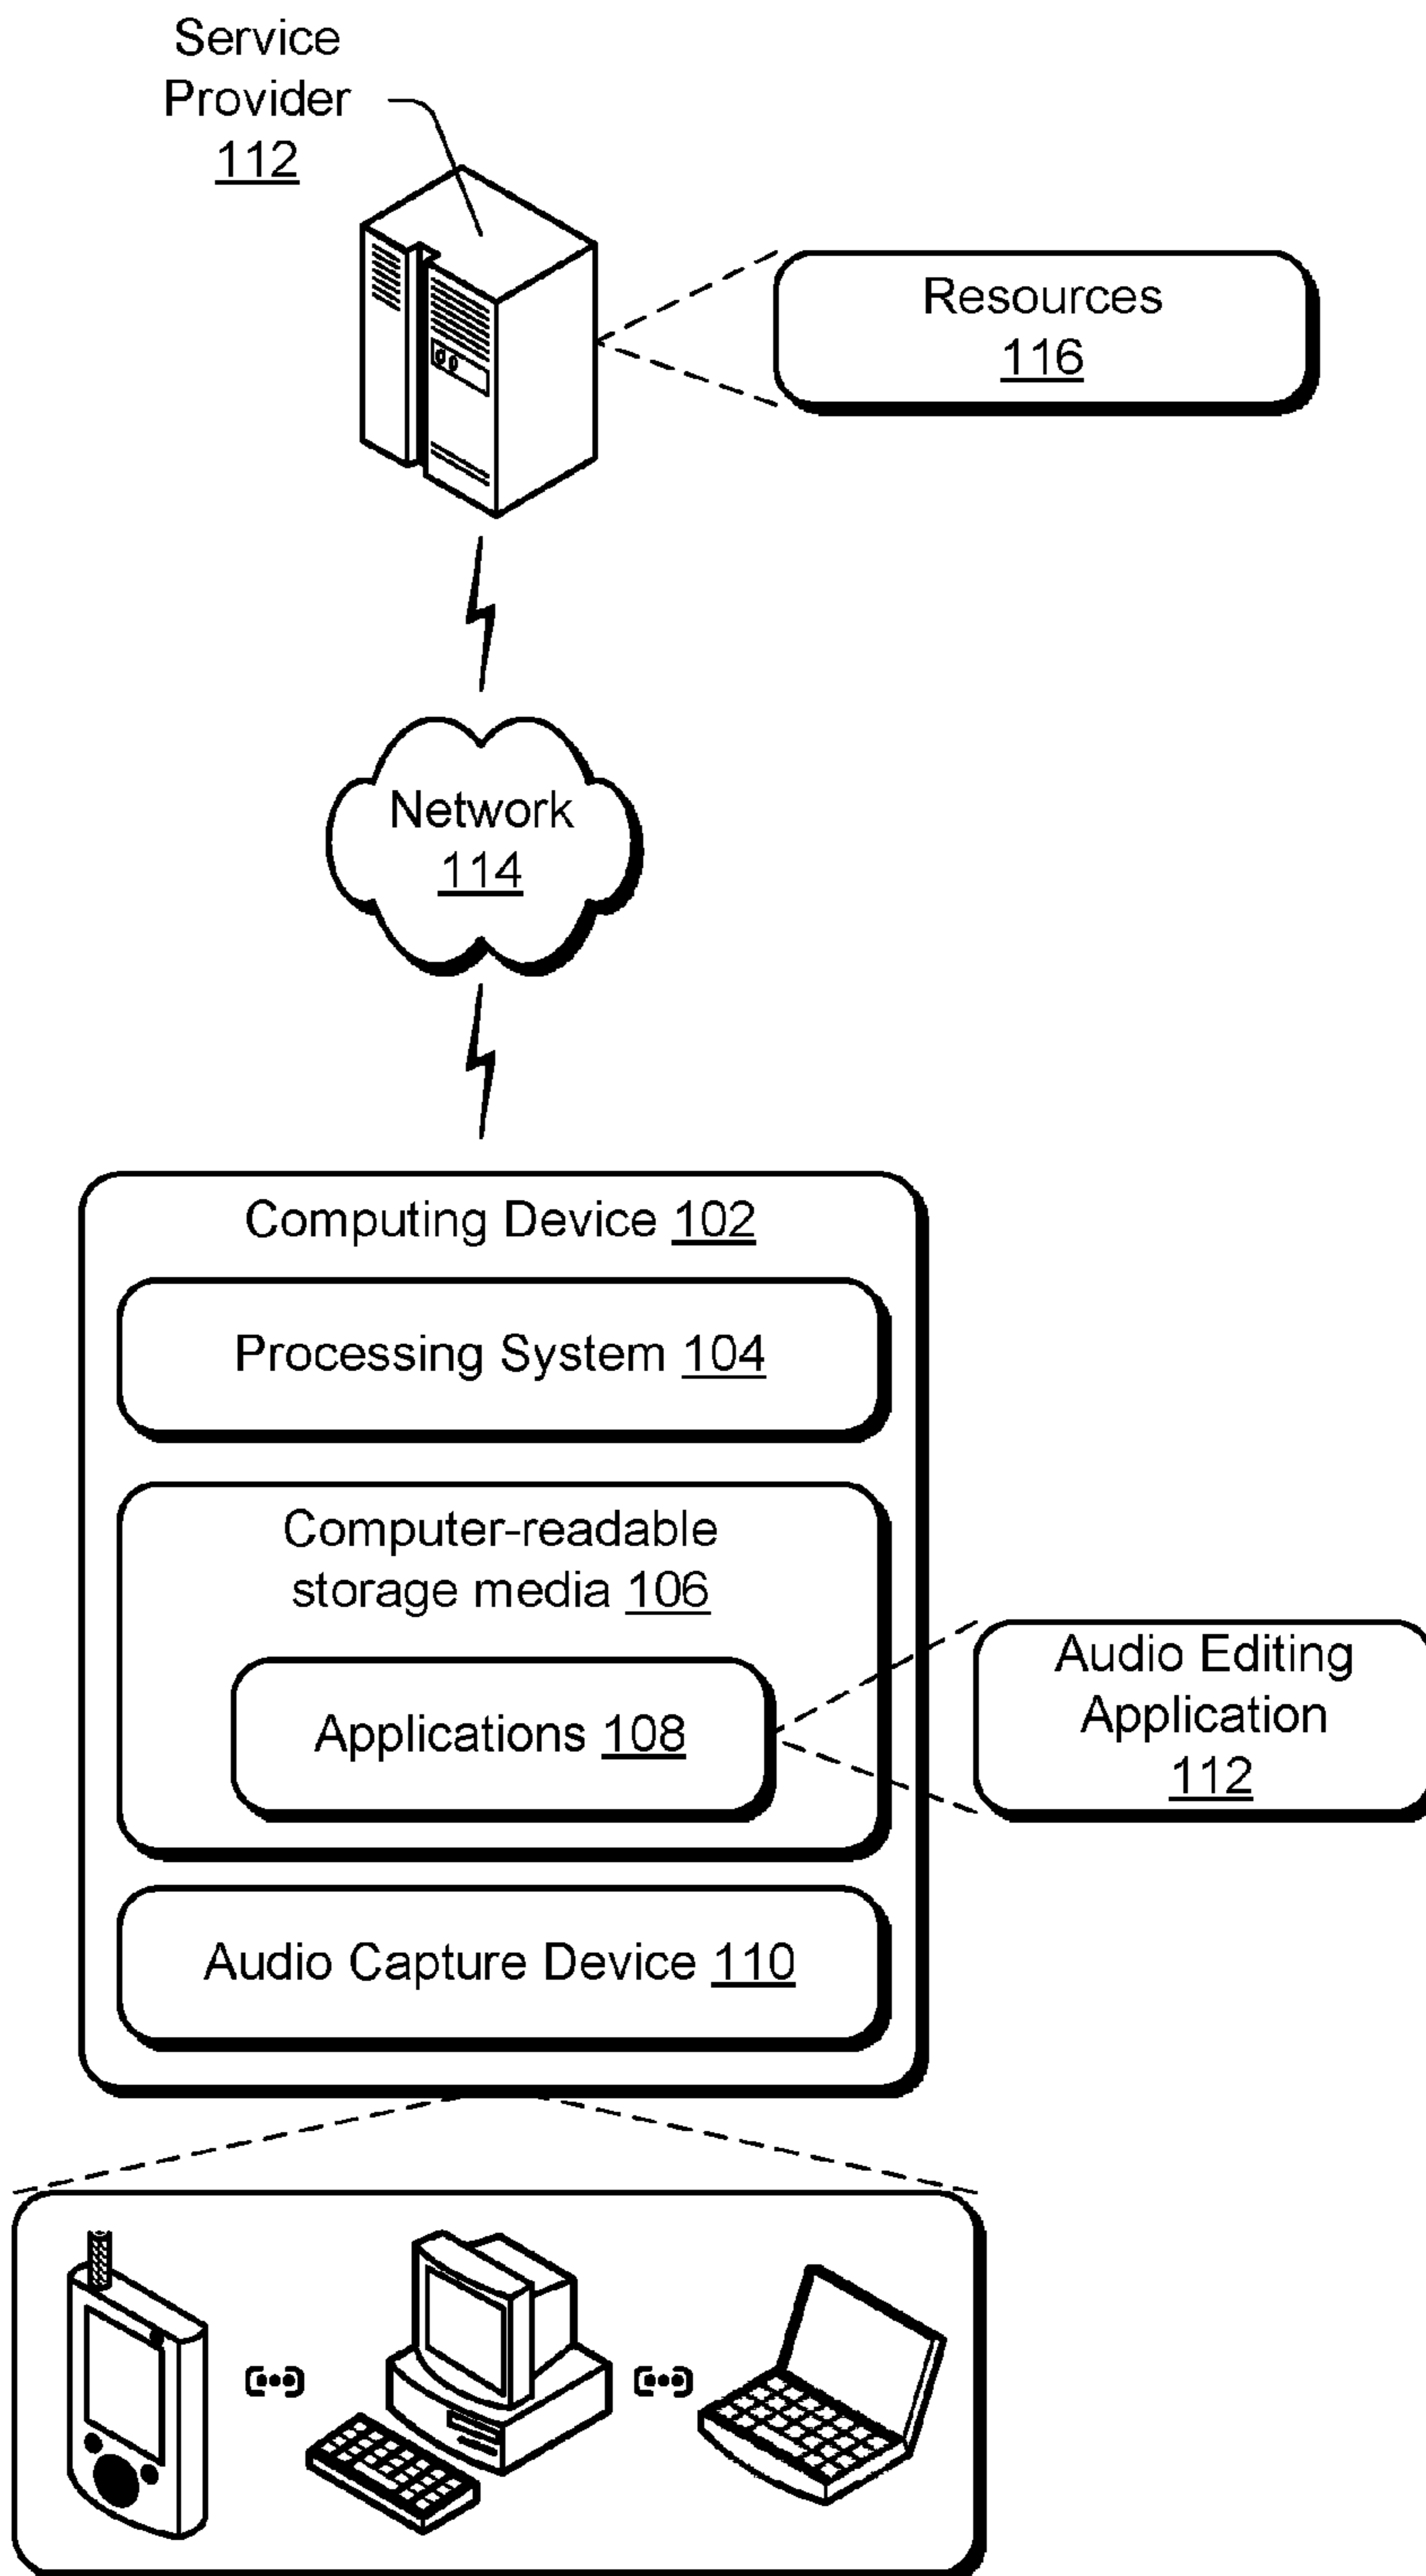 Service
Provider
112
Resources
116
Network
114
Computing Device 102
Processing System 104
Computer-readable
storage media 106
Applications 108
Audio Editing
Application
112
Audio Capture Device 110